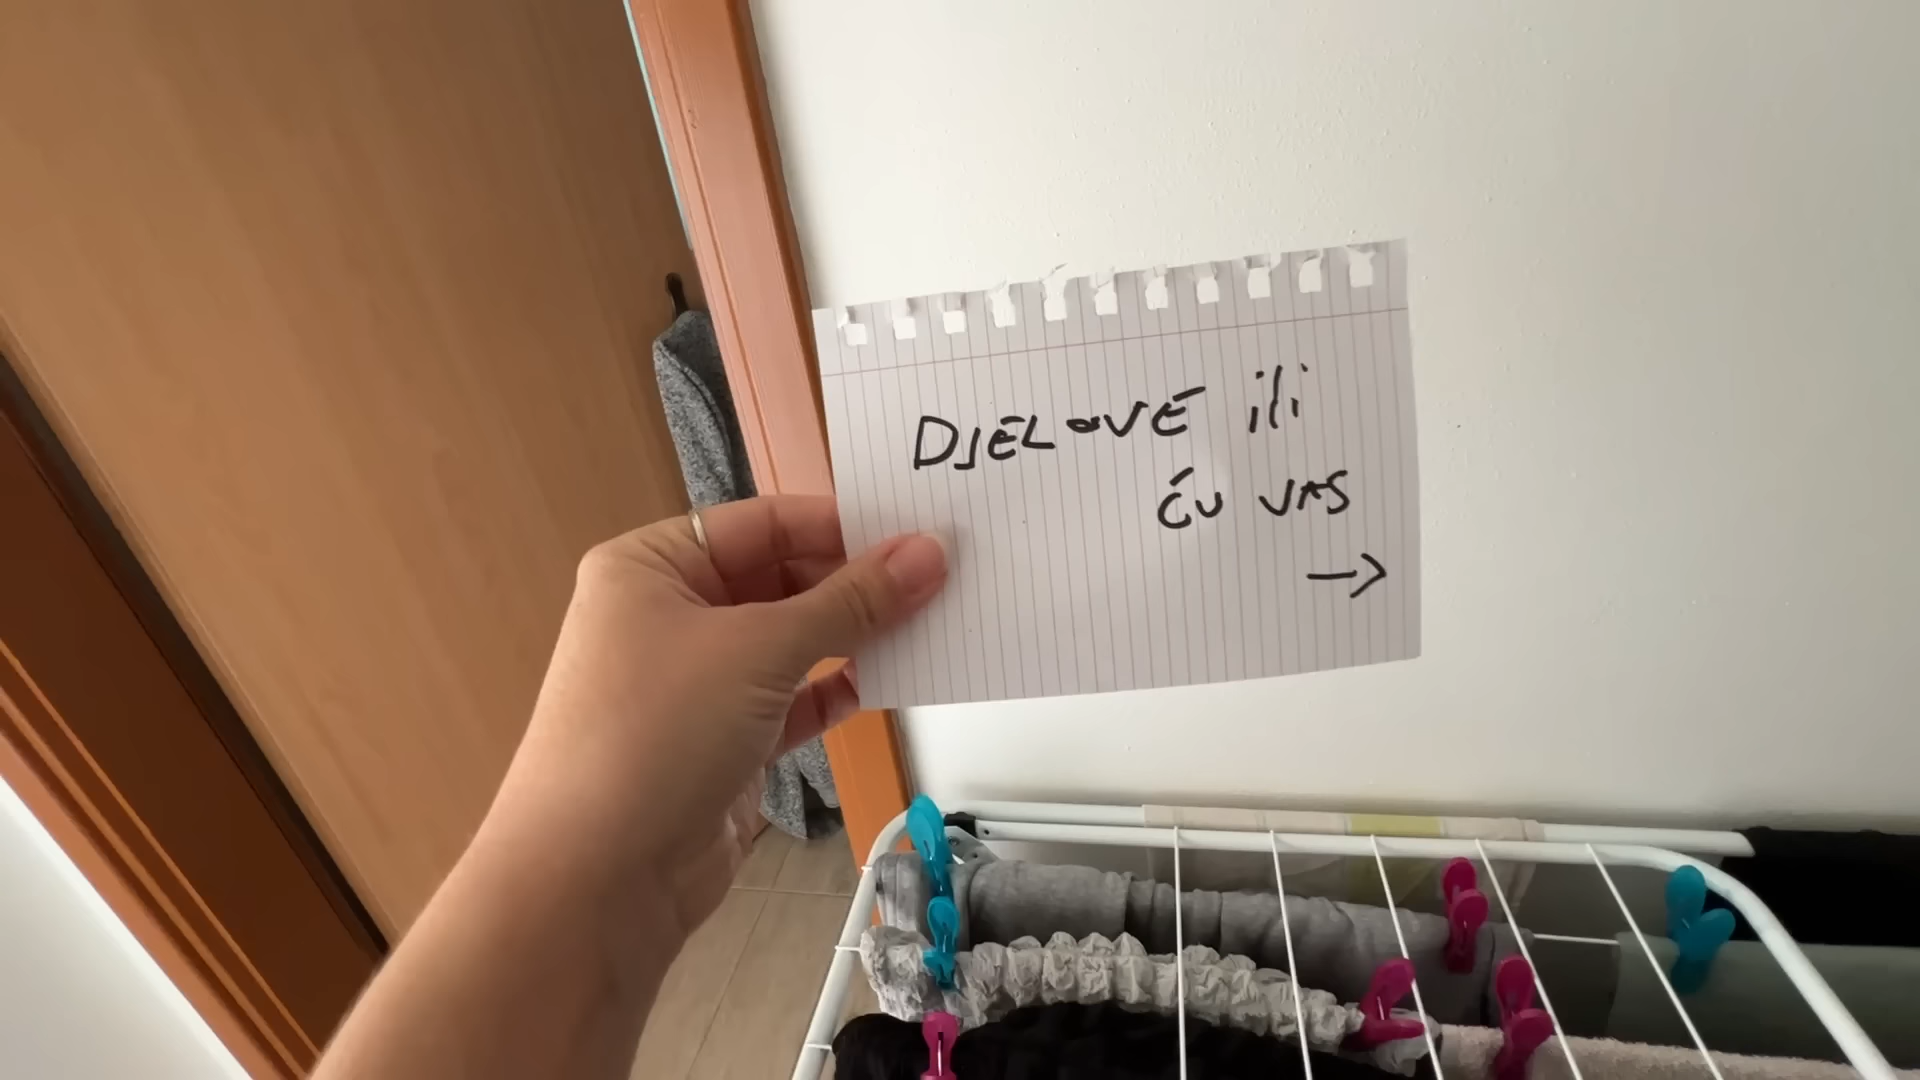 DJELOVE ili
ĆU VAS
→